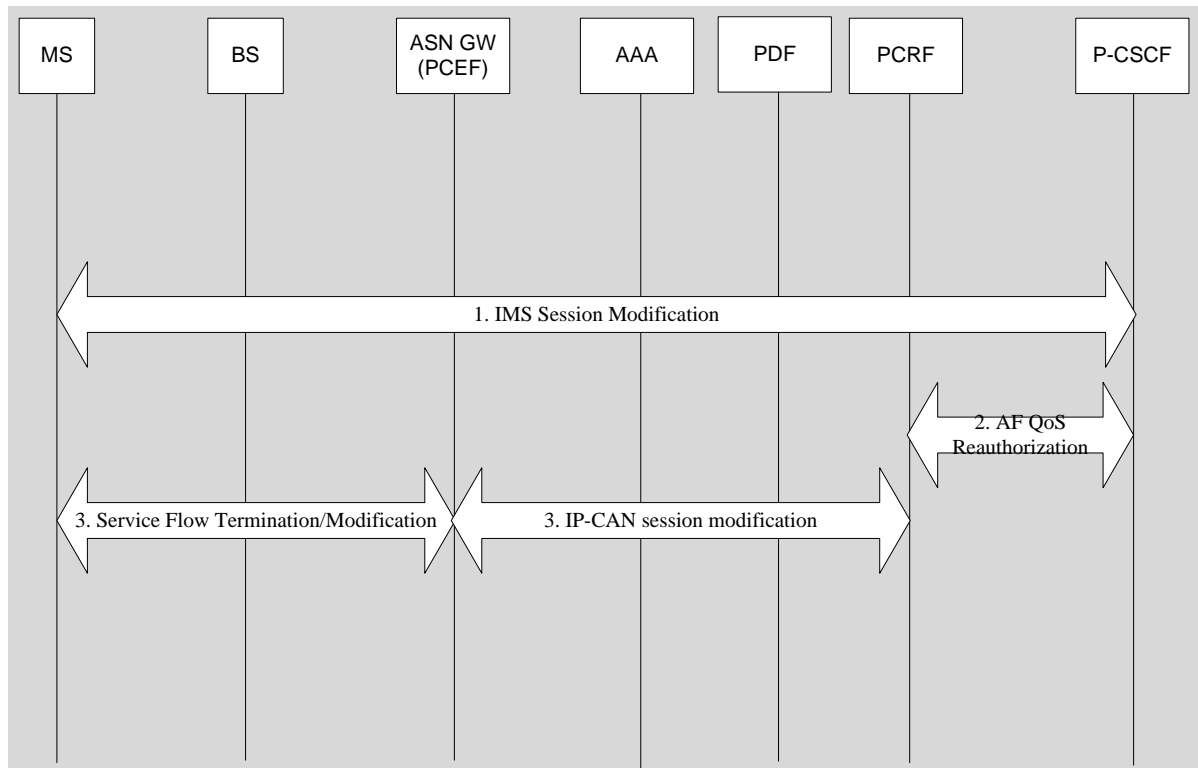 MS
BS
ASN GW
(PCEF)
AAA
PDF
PCRF
P-CSCF
1. IMS Session Modification
2. AF QoS
Reauthorization
3. Service Flow Termination/Modification
3. IP-CAN session modification